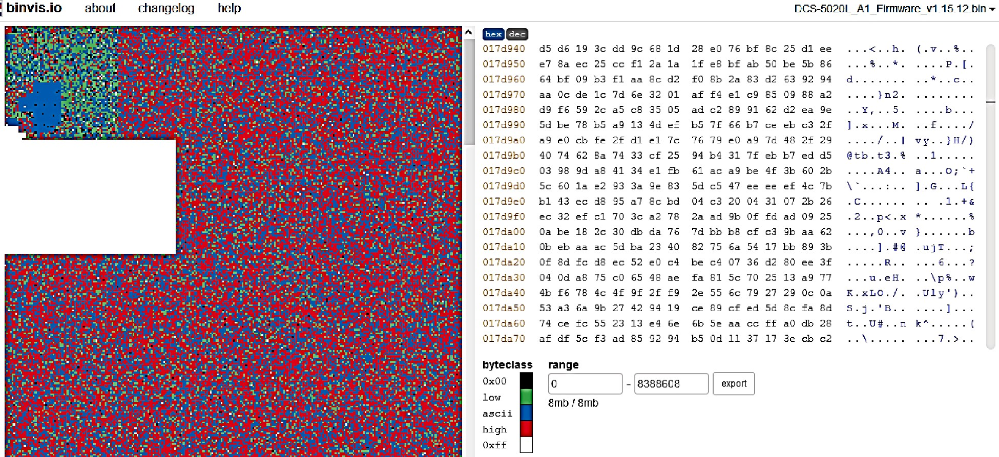 binvis.io about changelog help DCS-5020L_A1_Firmware_v1.15.12.bin
hex dec
017d940 d5 d6 19 3c dd 9c 68 1d 28 e0 76 bf 8c 25 d1 ee ...<..h. (.v..%..
017d950 e7 8a ec 25 cc f1 2a 1a 1f e8 bf ab 50 be 5b 86 ...%..*. ....P.[.
017d960 64 bf 09 b3 f1 aa 8c d2 f0 8b 2a 83 d2 63 92 94 d....... ..*..c..
017d970 aa 0c de 1c 7d 6e 32 01 af f4 e1 c9 85 09 88 a2 ....}n2. ........
017d980 d9 f6 59 2c a5 c8 35 05 ad c2 89 91 62 d2 ea 9e ..Y,..5. ....b...
017d990 5d be 78 b5 a9 13 4d ef b5 7f 66 b7 ce eb c3 2f ].x...M. ..f..../
017d9a0 a9 e0 cb fe 2f d1 e1 7c 76 79 e0 a9 7d 48 2f 29 ..../..| vy..}H/)
017d9b0 40 74 62 8a 74 33 cf 25 94 b4 31 7f eb b7 ed d5 @tb.t3.% ..1.....
017d9c0 03 98 9d a8 41 34 e1 fb 61 ac a9 be 4f 3b 60 2b ....A4.. a...O;`+
017d9d0 5c 60 1a e2 93 3a 9e 83 5d c5 47 ee ee ef 4c 7b \`...:.. ].G...L{
017d9e0 b1 43 ec d8 95 a7 8c bd 04 c3 20 04 31 07 2b 26 .C...... .. .1.+&
017d9f0 ec 32 ef c1 70 3c a2 78 2a ad 9b 0f fd ad 09 25 .2..p<.x *......%
017da00 0a be 18 2c 30 db da 76 7d bb b8 cf c3 9b aa 62 ...,0..v }......b
017da10 0b eb aa ac 5d ba 23 40 82 75 6a 54 17 bb 89 3b ....].#@ .ujT...;
017da20 0f 8d fc d8 ec 52 e0 c4 be c4 07 36 d2 80 ee 3f .....R.. ...6...?
017da30 04 0d a8 75 c0 65 48 ae fa 81 5c 70 25 13 a9 77 ...u.eH. ..\p%..w
017da40 4b f6 78 4c 4f 9f 2f f9 2e 55 6c 79 27 29 0c 0a K.xLO./. .Uly')..
017da50 53 a3 6a 9b 27 42 94 19 ce 89 cf ed 5d 8c fa 8d S.j.'B.. ....]...
017da60 74 ce fc 55 23 13 e4 6e 6b 5e aa cc ff a0 db 28 t..U#..n k^.....(
017da70 af df 5c f3 ad 85 92 94 b5 0d 11 37 17 3e cb c2 ..\..... ...7.>..
byteclass range
0x00 0 - 8388608 export
low 8mb / 8mb
ascii
high
0xff